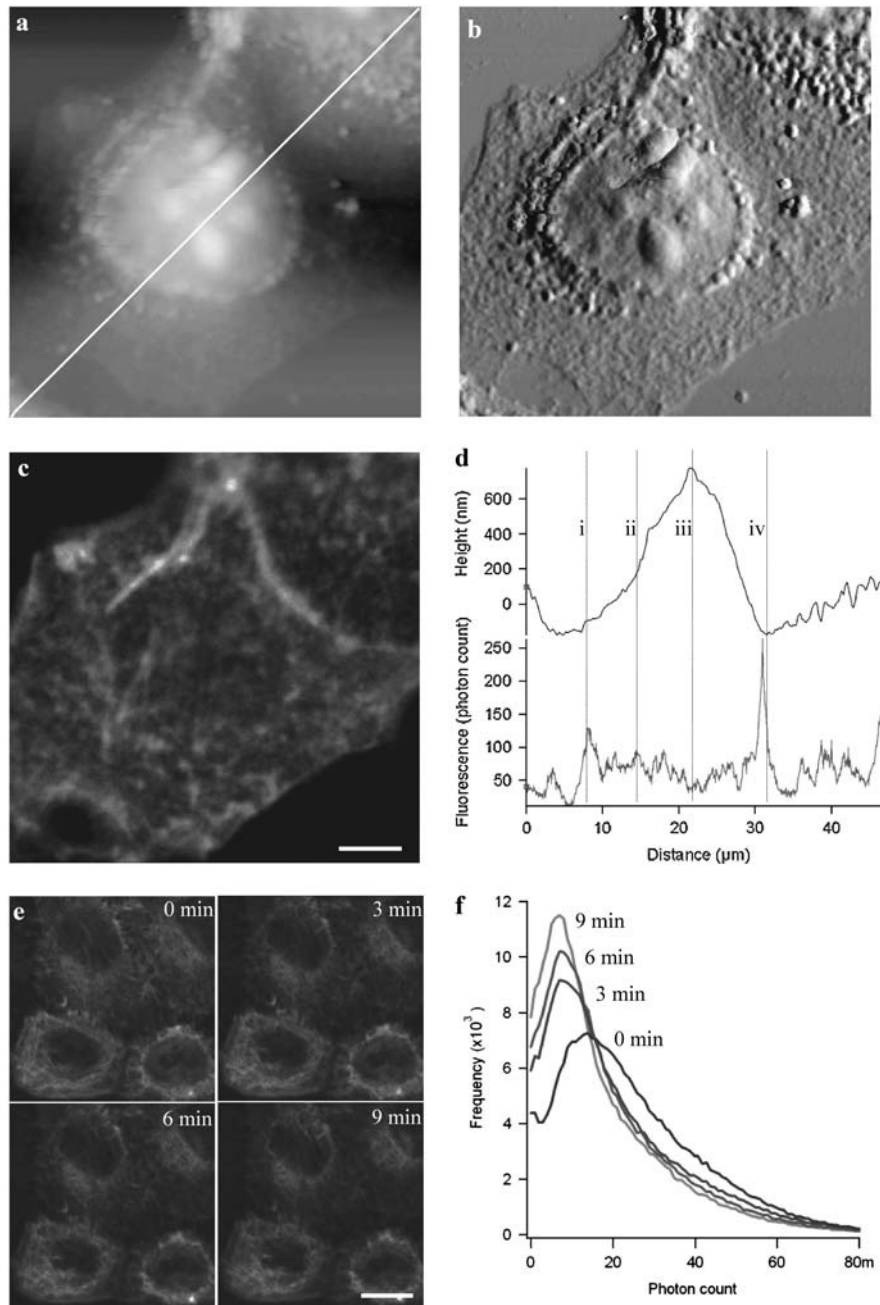 a
b
c
d
600
400
200
0
Height (nm)
i
ii
iii
iv
250
200
150
100
50
Fluorescence (photon count)
0
10
20
30
40
Distance (µm)
e
0 min
3 min
6 min
9 min
f
12
10
8
6
4
2
0
Frequency (x10³)
9 min
6 min
3 min
0 min
0
20
40
60
80m
Photon count